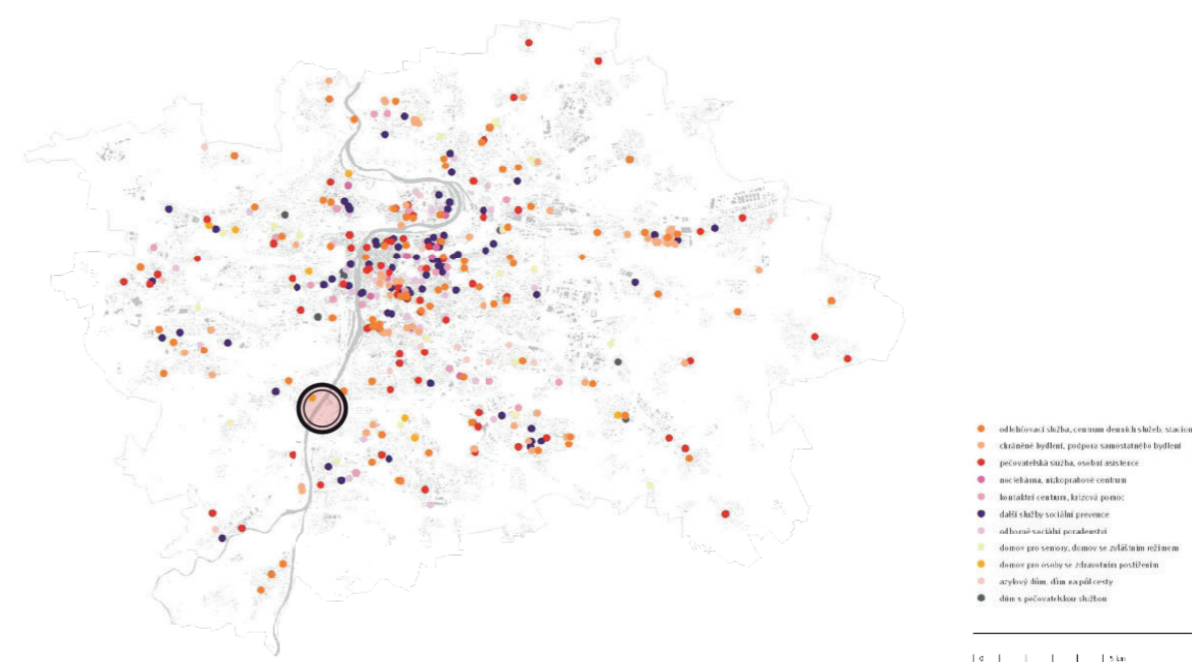 odlehčovací služba, centrum denních služeb, stacion
chráněné bydlení, podpora samostatného bydlení
pečovatelská služba, osobní asistence
noclehárna, nízkoprahové centrum
kontaktní centrum, krizová pomoc
další služby sociální prevence
odborné sociální poradenství
domov pro seniory, domov se zvláštním režimem
domov pro osoby se zdravotním postižením
azylový dům, dům na půl cesty
dům s pečovatelskou službou
0 5 km